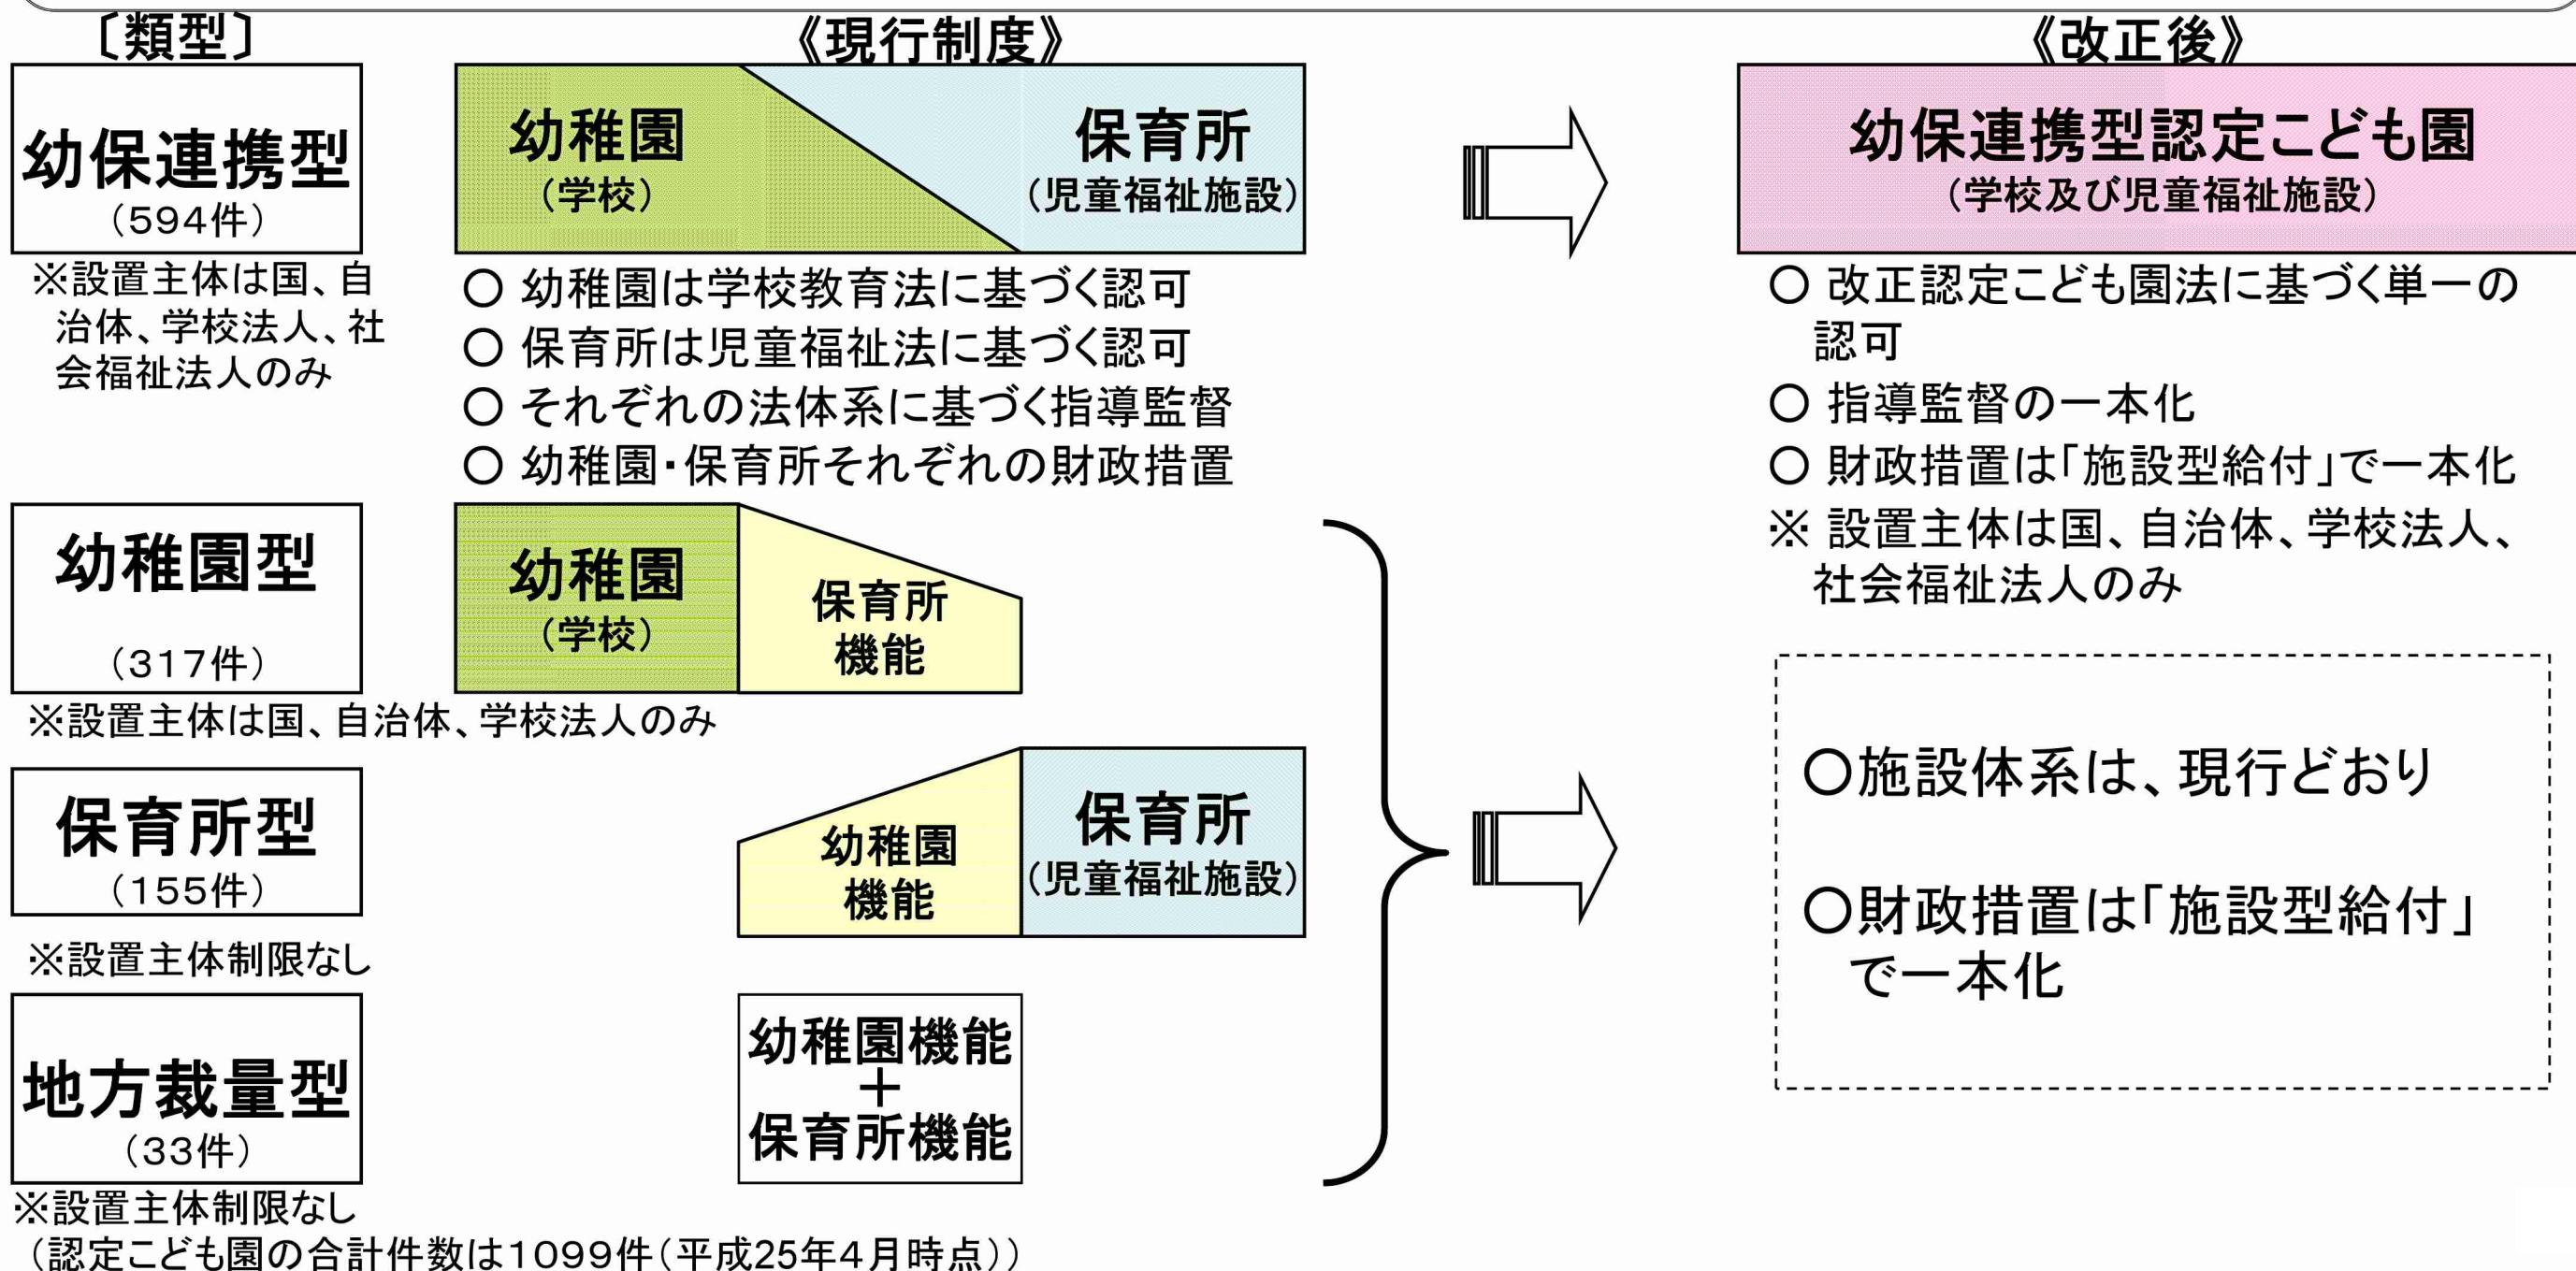 〔類型〕
《現行制度》
《改正後》
幼保連携型
（594件）
※設置主体は国、自
治体、学校法人、社
会福祉法人のみ
幼稚園
（学校）
保育所
（児童福祉施設）
○ 幼稚園は学校教育法に基づく認可
○ 保育所は児童福祉法に基づく認可
○ それぞれの法体系に基づく指導監督
○ 幼稚園・保育所それぞれの財政措置
幼保連携型認定こども園
（学校及び児童福祉施設）
○ 改正認定こども園法に基づく単一の
認可
○ 指導監督の一本化
○ 財政措置は「施設型給付」で一本化
※ 設置主体は国、自治体、学校法人、
社会福祉法人のみ
幼稚園型
（317件）
※設置主体は国、自治体、学校法人のみ
幼稚園
（学校）
保育所
機能
保育所型
（155件）
※設置主体制限なし
幼稚園
機能
保育所
（児童福祉施設）
地方裁量型
（33件）
※設置主体制限なし
幼稚園機能
＋
保育所機能
○施設体系は、現行どおり
○財政措置は「施設型給付」
で一本化
（認定こども園の合計件数は１０９９件（平成25年４月時点））